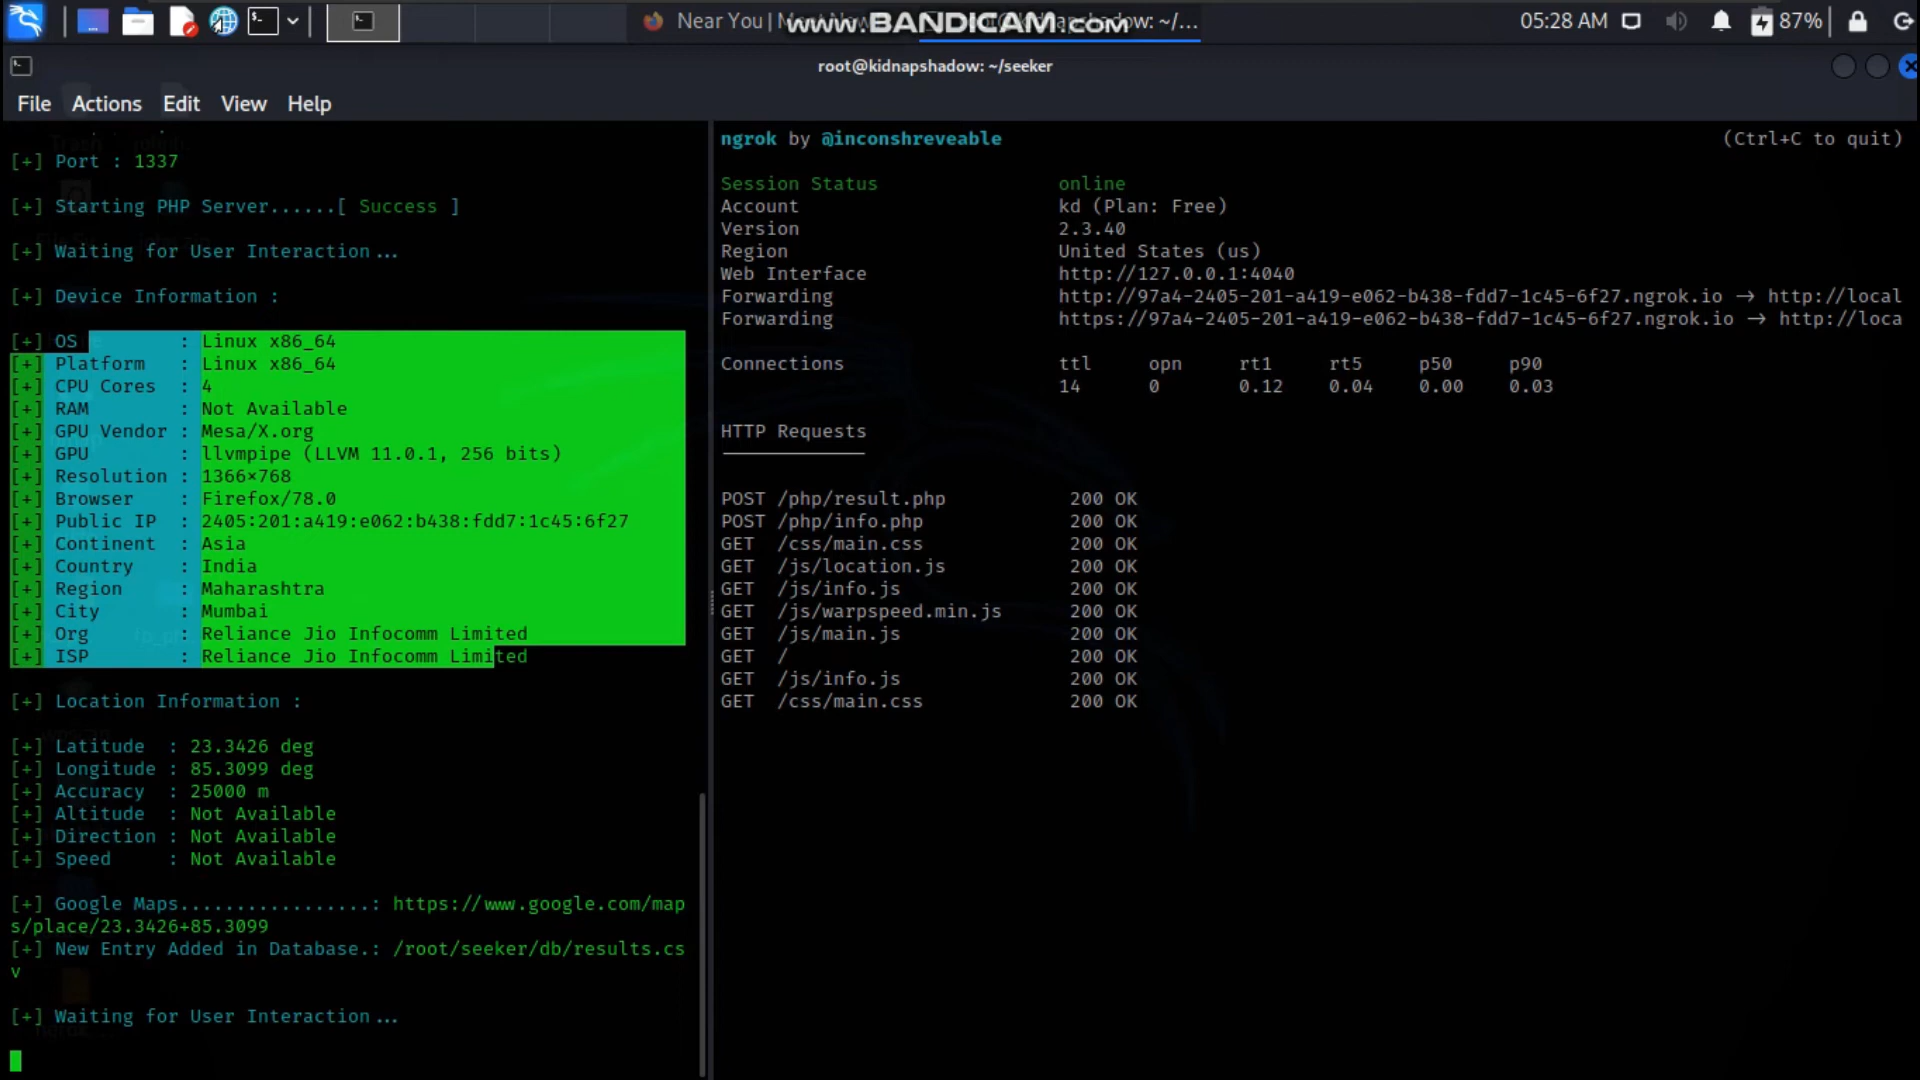 Near You | Most New
www.BANDICAM.com
kidnapshadow: ~/...
05:28 AM
87%
root@kidnapshadow: ~/seeker
File Actions Edit View Help
[+] Port : 1337
[+] Starting PHP Server......[ Success ]
[+] Waiting for User Interaction...
[+] Device Information :
[+] OS : Linux x86_64
[+] Platform : Linux x86_64
[+] CPU Cores : 4
[+] RAM : Not Available
[+] GPU Vendor : Mesa/X.org
[+] GPU : llvmpipe (LLVM 11.0.1, 256 bits)
[+] Resolution : 1366×768
[+] Browser : Firefox/78.0
[+] Public IP : 2405:201:a419:e062:b438:fdd7:1c45:6f27
[+] Continent : Asia
[+] Country : India
[+] Region : Maharashtra
[+] City : Mumbai
[+] Org : Reliance Jio Infocomm Limited
[+] ISP : Reliance Jio Infocomm Limited
[+] Location Information :
[+] Latitude : 23.3426 deg
[+] Longitude : 85.3099 deg
[+] Accuracy : 25000 m
[+] Altitude : Not Available
[+] Direction : Not Available
[+] Speed : Not Available
[+] Google Maps.................: https://www.google.com/map
s/place/23.3426+85.3099
[+] New Entry Added in Database.: /root/seeker/db/results.cs
v
[+] Waiting for User Interaction...
ngrok by @inconshreveable (Ctrl+C to quit)
Session Status online
Account kd (Plan: Free)
Version 2.3.40
Region United States (us)
Web Interface http://127.0.0.1:4040
Forwarding http://97a4-2405-201-a419-e062-b438-fdd7-1c45-6f27.ngrok.io → http://local
Forwarding https://97a4-2405-201-a419-e062-b438-fdd7-1c45-6f27.ngrok.io → http://loca
Connections ttl opn rt1 rt5 p50 p90
14 0 0.12 0.04 0.00 0.03
HTTP Requests
POST /php/result.php 200 OK
POST /php/info.php 200 OK
GET /css/main.css 200 OK
GET /js/location.js 200 OK
GET /js/info.js 200 OK
GET /js/warpspeed.min.js 200 OK
GET /js/main.js 200 OK
GET / 200 OK
GET /js/info.js 200 OK
GET /css/main.css 200 OK